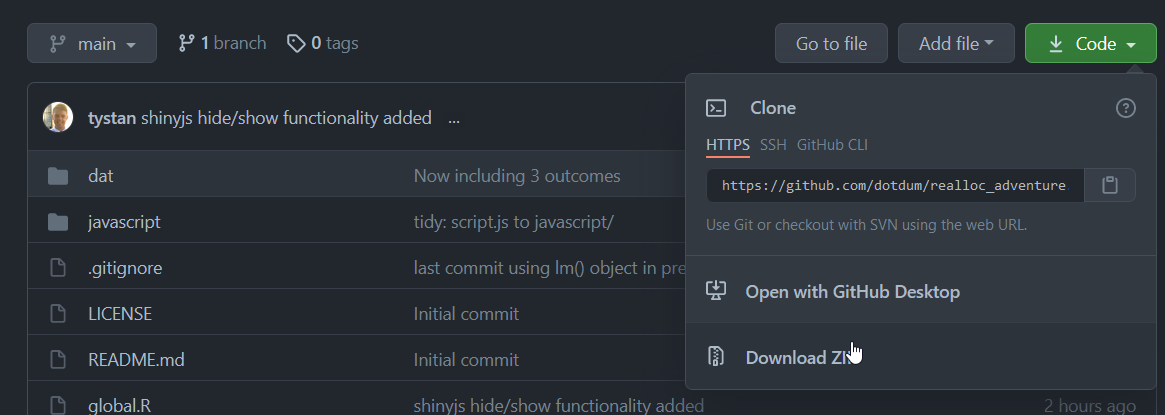 main 1 branch 0 tags Go to file Add file Code
tystan shinyjs hide/show functionality added ...
Clone
HTTPS SSH GitHub CLI
https://github.com/dotdum/realloc_adventure
Use Git or checkout with SVN using the web URL.
Open with GitHub Desktop
Download
dat Now including 3 outcomes
javascript tidy: script.js to javascript/
.gitignore last commit using lm() object in pre
LICENSE Initial commit
README.md Initial commit
global.R shinyjs hide/show functionality added 2 hours ago